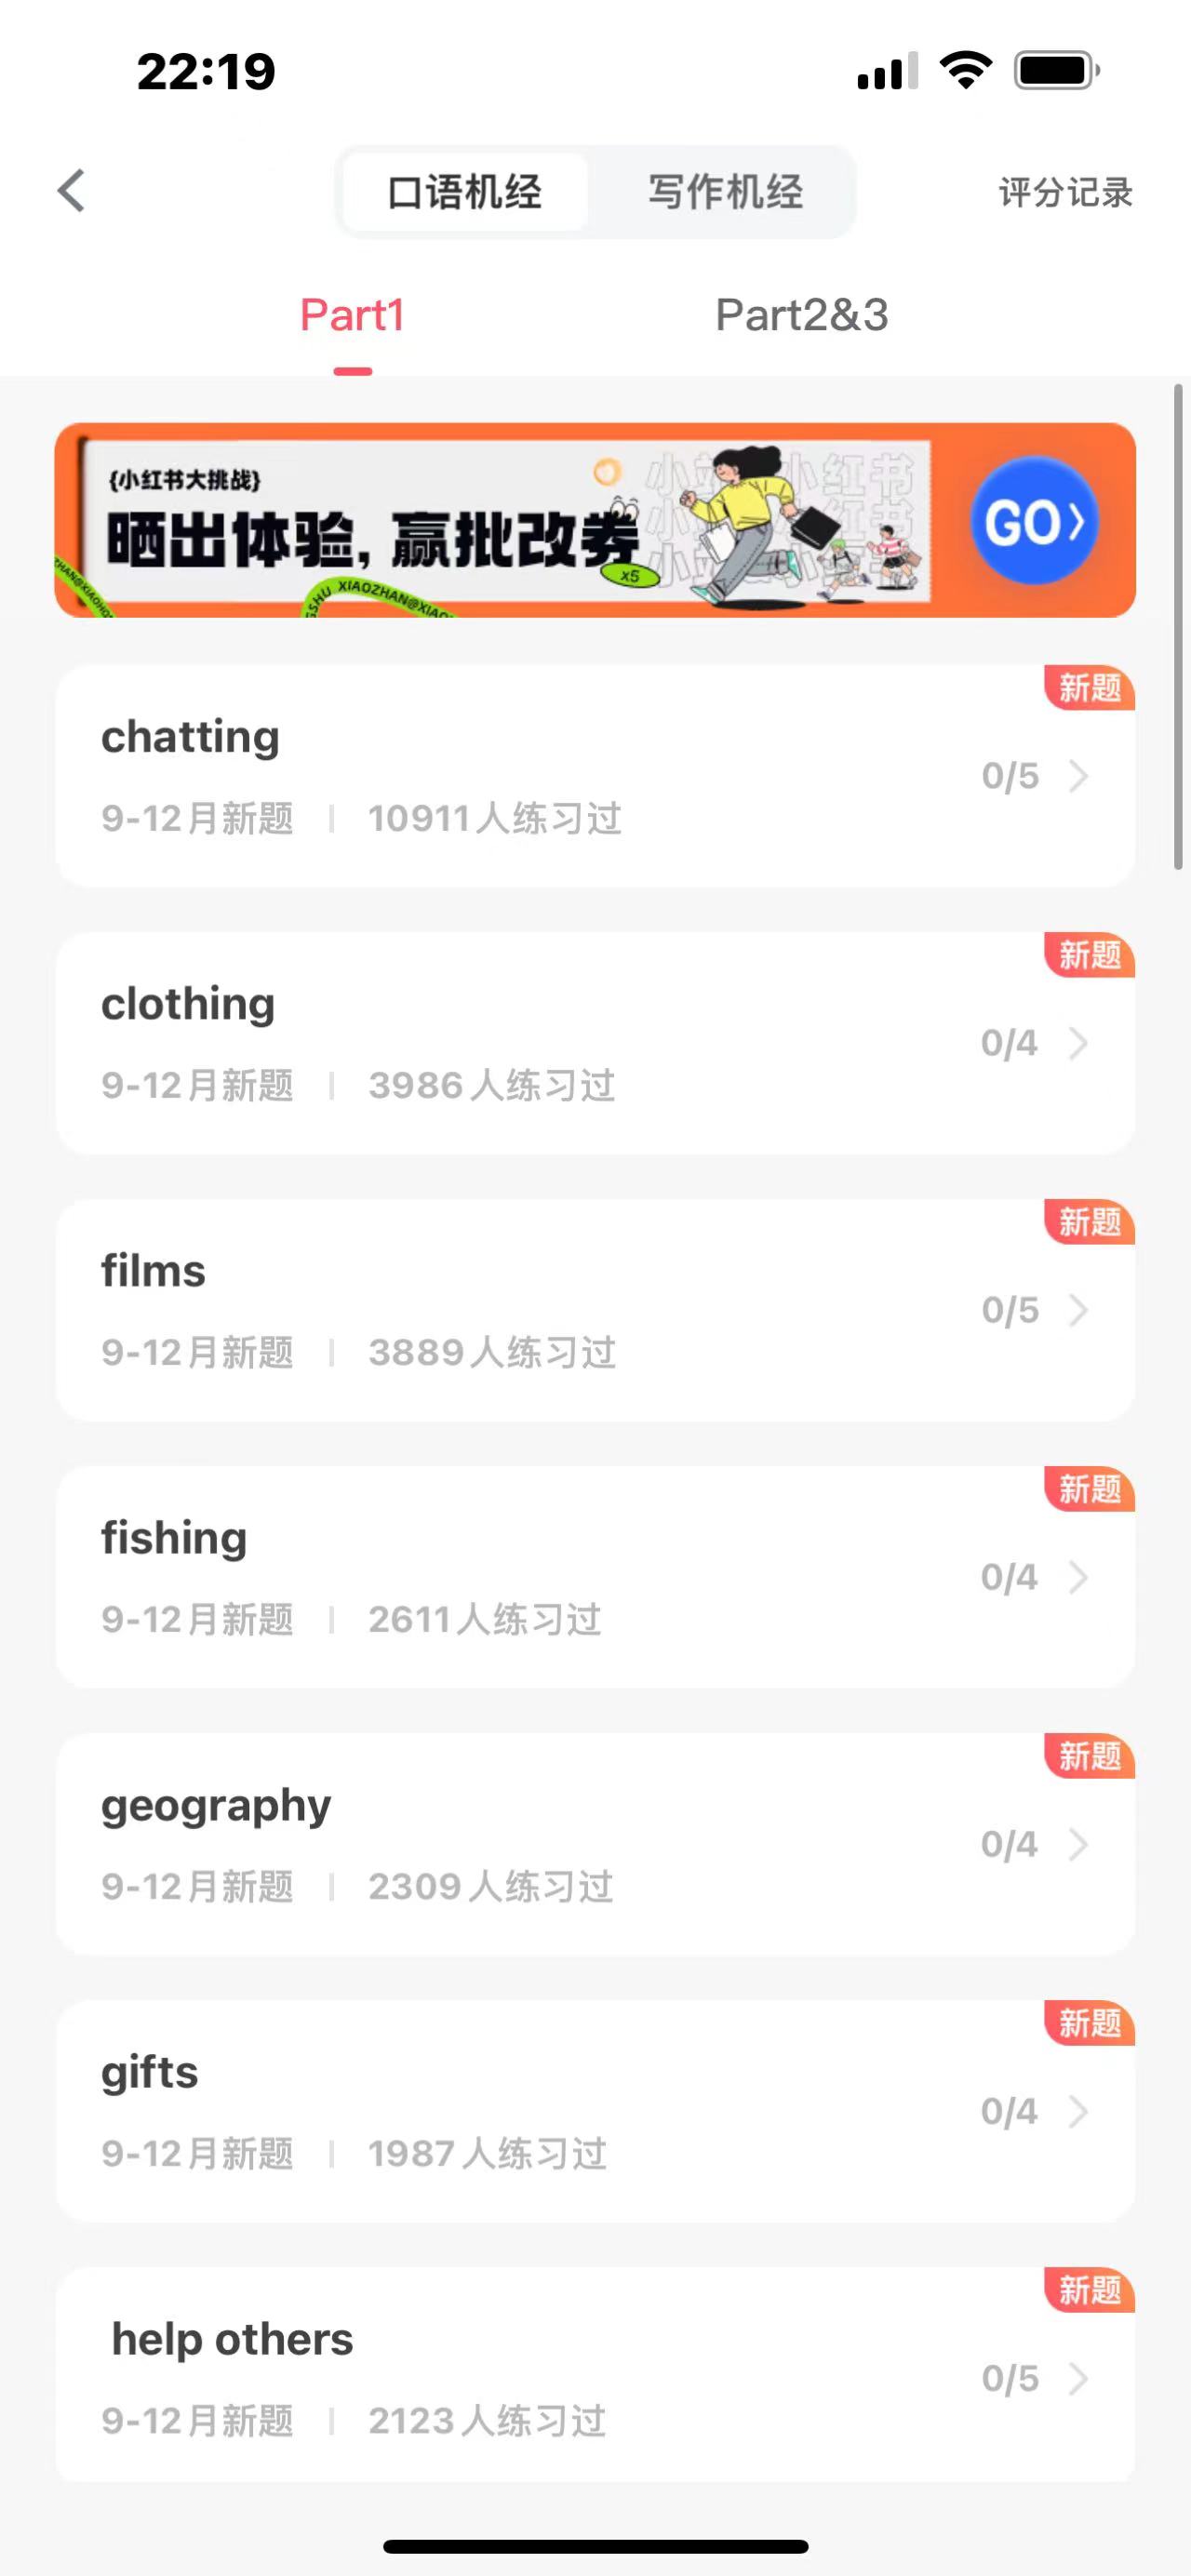 22:19
口语机经
写作机经
评分记录
Part1
Part2&3
{小红书大挑战}
晒出体验,赢批改券
x5
GO
XIAOZHAN@XIAO
新题
chatting
0/5
9-12月新题 | 10911人练习过
新题
clothing
0/4
9-12月新题 | 3986人练习过
新题
films
0/5
9-12月新题 | 3889人练习过
新题
fishing
0/4
9-12月新题 | 2611人练习过
新题
geography
0/4
9-12月新题 | 2309人练习过
新题
gifts
0/4
9-12月新题 | 1987人练习过
新题
help others
0/5
9-12月新题 | 2123人练习过